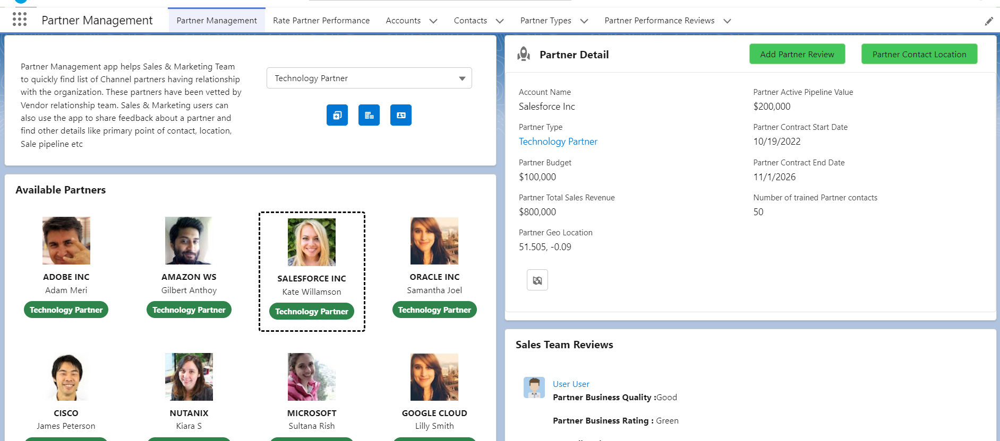 Partner Management
Partner Management
Rate Partner Performance
Accounts
Contacts
Partner Types
Partner Performance Reviews
Partner Management app helps Sales & Marketing Team
to quickly find list of Channel partners having relationship
with the organization. These partners have been vetted by
Vendor relationship team. Sales & Marketing users can
also use the app to share feedback about a partner and
find other details like primary point of contact, location,
Sale pipeline etc
Technology Partner
Available Partners
ADOBE INC
Adam Meri
Technology Partner
AMAZON WS
Gilbert Anthoy
Technology Partner
SALESFORCE INC
Kate Willamson
Technology Partner
ORACLE INC
Samantha Joel
Technology Partner
CISCO
James Peterson
NUTANIX
Kiara S
MICROSOFT
Sultana Rish
GOOGLE CLOUD
Lilly Smith
Partner Detail
Add Partner Review
Partner Contact Location
Account Name
Salesforce Inc
Partner Type
Technology Partner
Partner Budget
$100,000
Partner Total Sales Revenue
$800,000
Partner Geo Location
51.505, -0.09
Partner Active Pipeline Value
$200,000
Partner Contract Start Date
10/19/2022
Partner Contract End Date
11/1/2026
Number of trained Partner contacts
50
Sales Team Reviews
User User
Partner Business Quality :Good
Partner Business Rating : Green